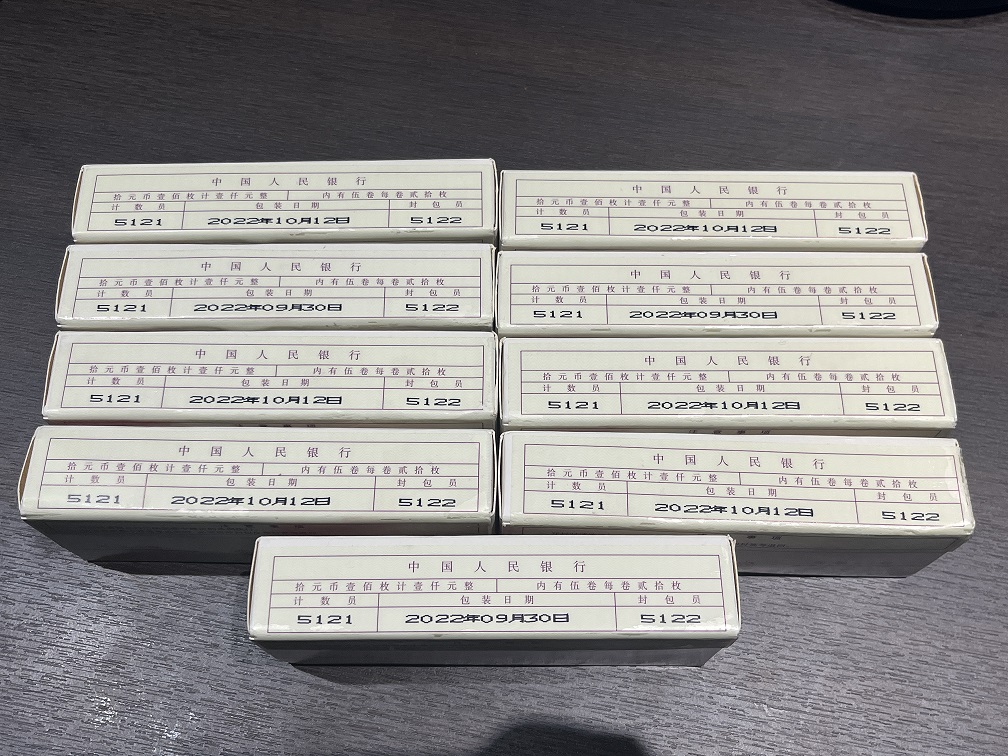 中国人民银行
拾元币壹佰枚计壹仟元整 内有伍卷每卷贰拾枚
计数员 包装日期 封包员
5121 2022年10月12日 5122
中国人民银行
拾元币壹佰枚计壹仟元整 内有伍卷每卷贰拾枚
计数员 包装日期 封包员
5121 2022年10月12日 5122
中国人民银行
拾元币壹佰枚计壹仟元整 内有伍卷每卷贰拾枚
计数员 包装日期 封包员
5121 2022年09月30日 5122
中国人民银行
拾元币壹佰枚计壹仟元整 内有伍卷每卷贰拾枚
计数员 包装日期 封包员
5121 2022年09月30日 5122
中国人民银行
拾元币壹佰枚计壹仟元整 内有伍卷每卷贰拾枚
计数员 包装日期 封包员
5121 2022年10月12日 5122
中国人民银行
拾元币壹佰枚计壹仟元整 内有伍卷每卷贰拾枚
计数员 包装日期 封包员
5121 2022年10月12日 5122
中国人民银行
拾元币壹佰枚计壹仟元整 内有伍卷每卷贰拾枚
计数员 包装日期 封包员
5121 2022年10月12日 5122
中国人民银行
拾元币壹佰枚计壹仟元整 内有伍卷每卷贰拾枚
计数员 包装日期 封包员
5121 2022年10月12日 5122
中国人民银行
拾元币壹佰枚计壹仟元整 内有伍卷每卷贰拾枚
计数员 包装日期 封包员
5121 2022年09月30日 5122